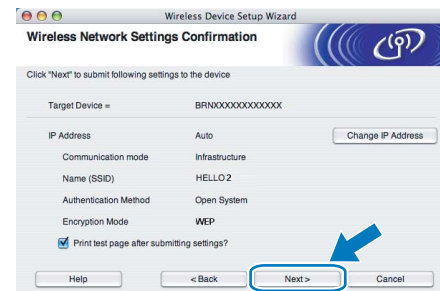 Wireless Device Setup Wizard
Wireless Network Settings Confirmation
Click "Next" to submit following settings to the device
Target Device = BRNXXXXXXXXXXXX
IP Address Auto Change IP Address
Communication mode Infrastructure
Name (SSID) HELLO 2
Authentication Method Open System
Encryption Mode WEP
Print test page after submitting settings?
Help < Back Next > Cancel